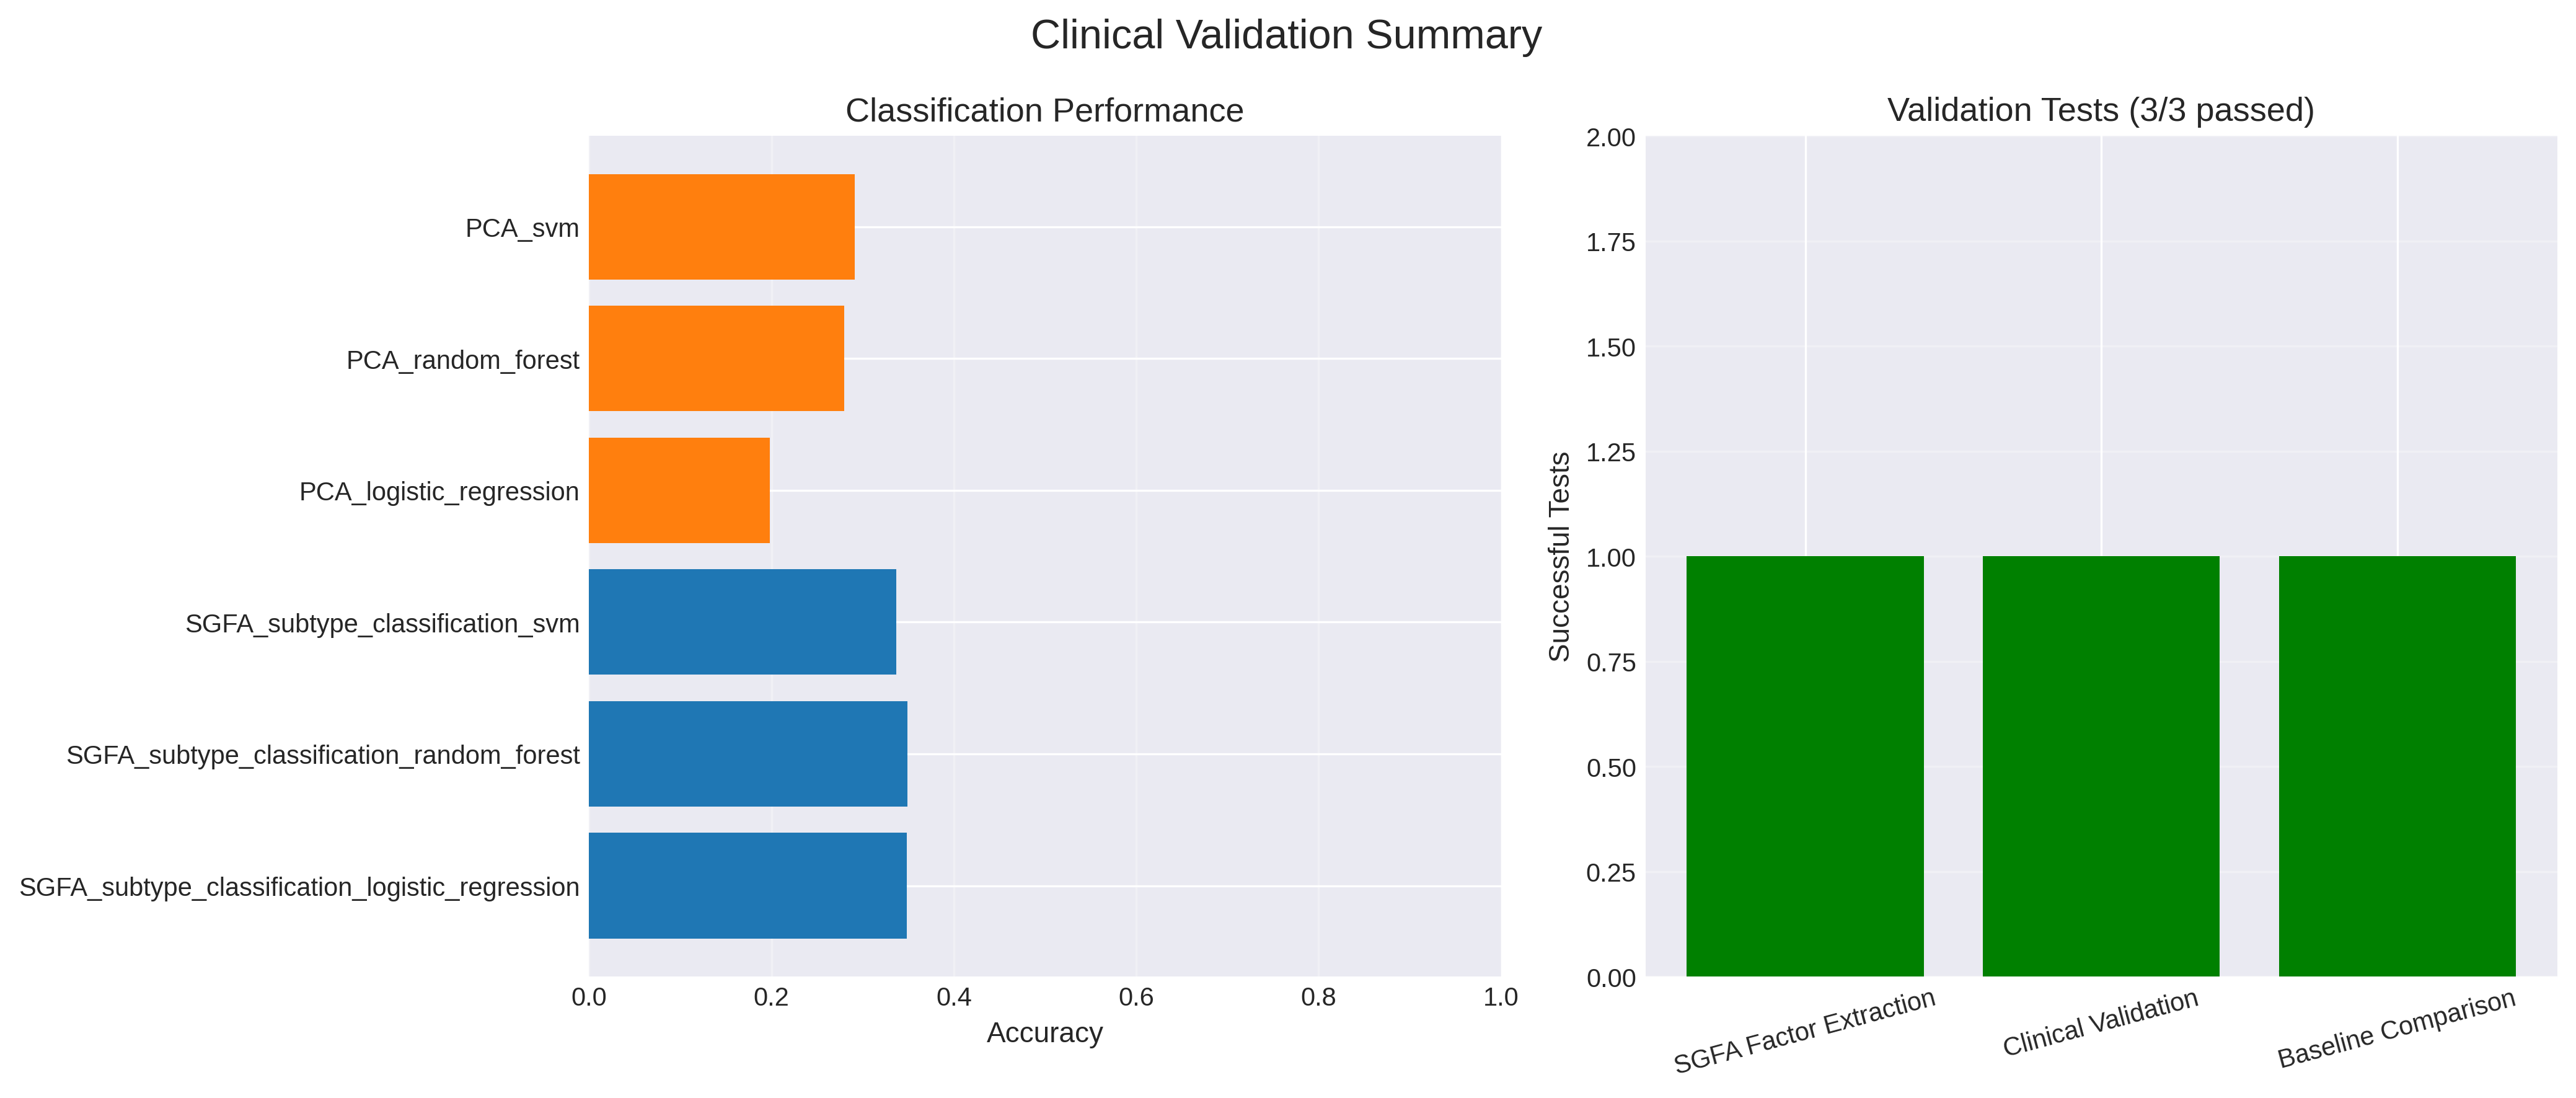 Clinical Validation Summary
Classification Performance
PCA_svm
PCA_random_forest
PCA_logistic_regression
SGFA_subtype_classification_svm
SGFA_subtype_classification_random_forest
SGFA_subtype_classification_logistic_regression
0.0 0.2 0.4 0.6 0.8 1.0
Accuracy
Validation Tests (3/3 passed)
Successful Tests
2.00
1.75
1.50
1.25
1.00
0.75
0.50
0.25
0.00
SGFA Factor Extraction
Clinical Validation
Baseline Comparison